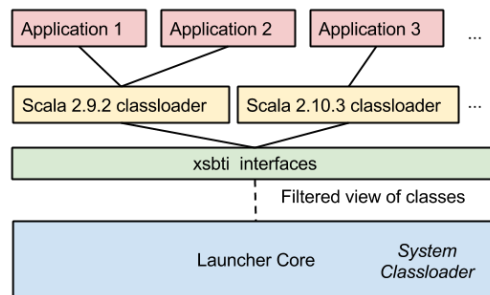 Application 1
Application 2
Application 3
...
Scala 2.9.2 classloader
Scala 2.10.3 classloader
...
xsbti interfaces
Filtered view of classes
Launcher Core
System
Classloader